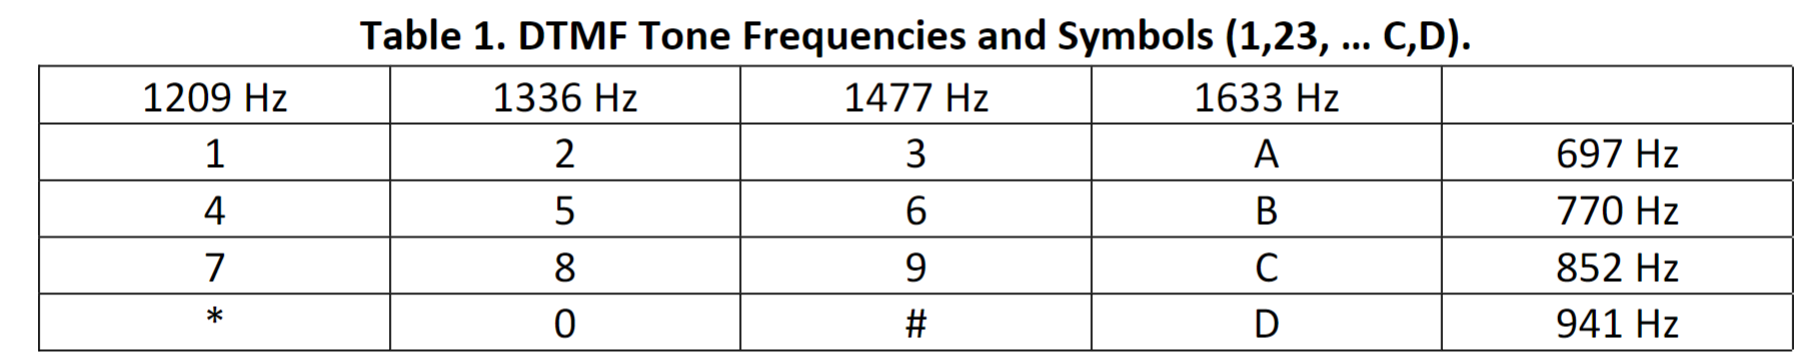 Table 1. DTMF Tone Frequencies and Symbols (1,23, ... C,D).
1209 Hz 1336 Hz 1477 Hz 1633 Hz
1 2 3 A 697 Hz
4 5 6 B 770 Hz
7 8 9 C 852 Hz
* 0 # D 941 Hz